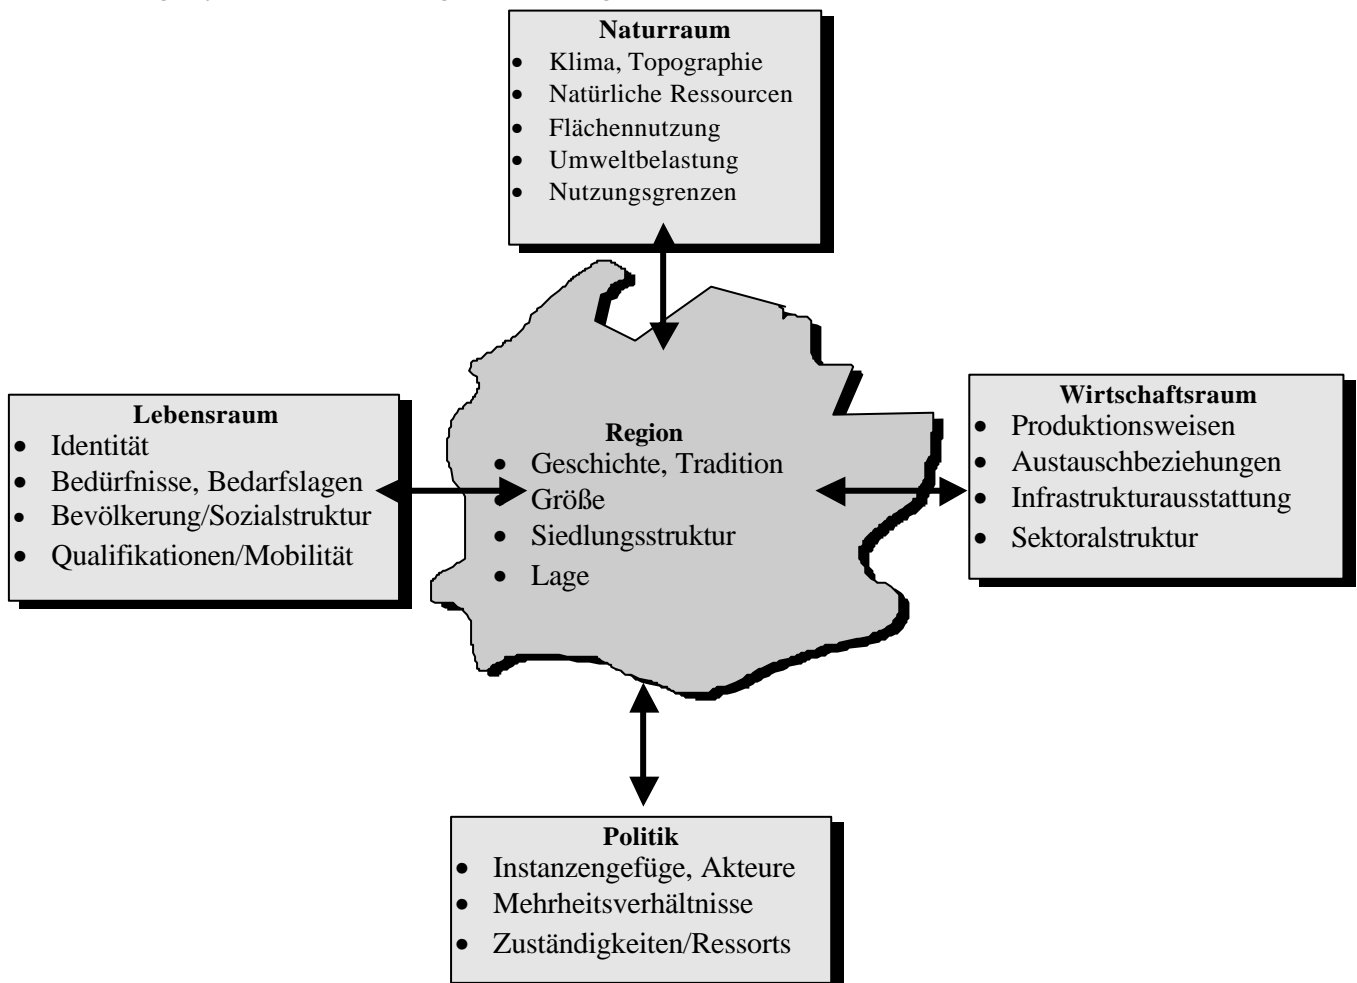 Naturraum
• Klima, Topographie
• Natürliche Ressourcen
• Flächennutzung
• Umweltbelastung
• Nutzungsgrenzen
Lebensraum
• Identität
• Bedürfnisse, Bedarfslagen
• Bevölkerung/Sozialstruktur
• Qualifikationen/Mobilität
Region
• Geschichte, Tradition
• Größe
• Siedlungsstruktur
• Lage
Wirtschaftsraum
• Produktionsweisen
• Austauschbeziehungen
• Infrastrukturausstattung
• Sektoralstruktur
Politik
• Instanzengefüge, Akteure
• Mehrheitsverhältnisse
• Zuständigkeiten/Ressorts